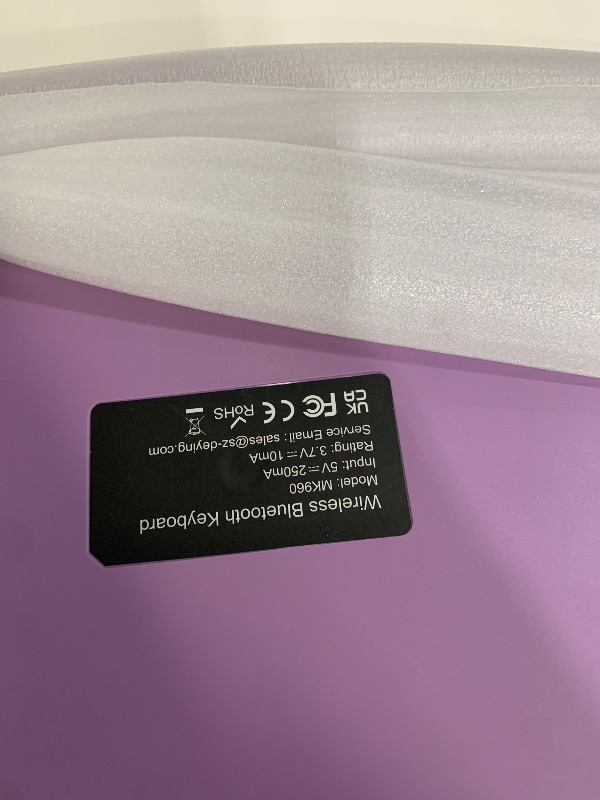 Wireless Bluetooth Keyboard
Model: MK960
Input: 5V⎓250mA
Rating: 3.7V⎓10mA
Service Email: sales@sz-deying.com
UK CA FC CE RoHS